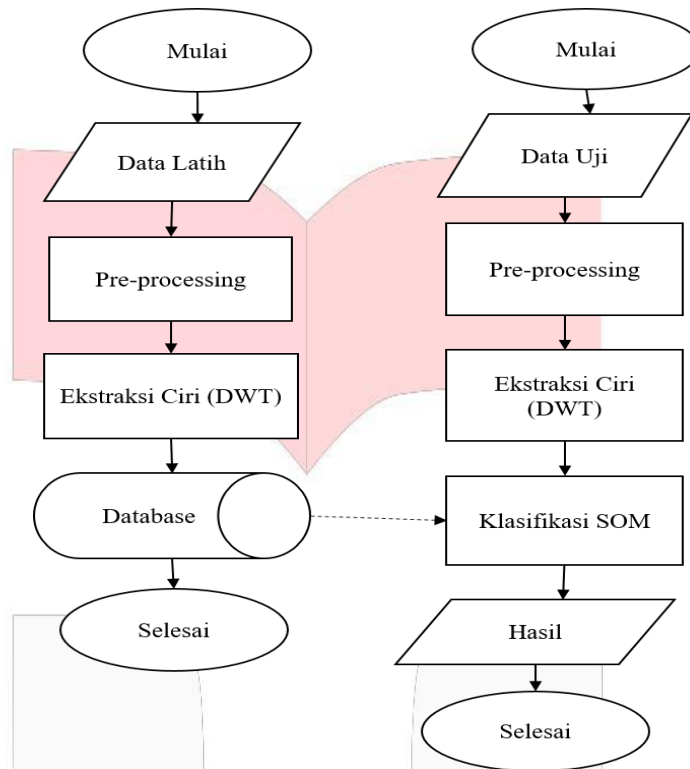 Mulai
Data Latih
Pre-processing
Ekstraksi Ciri (DWT)
Database
Selesai
Mulai
Data Uji
Pre-processing
Ekstraksi Ciri
(DWT)
Klasifikasi SOM
Hasil
Selesai